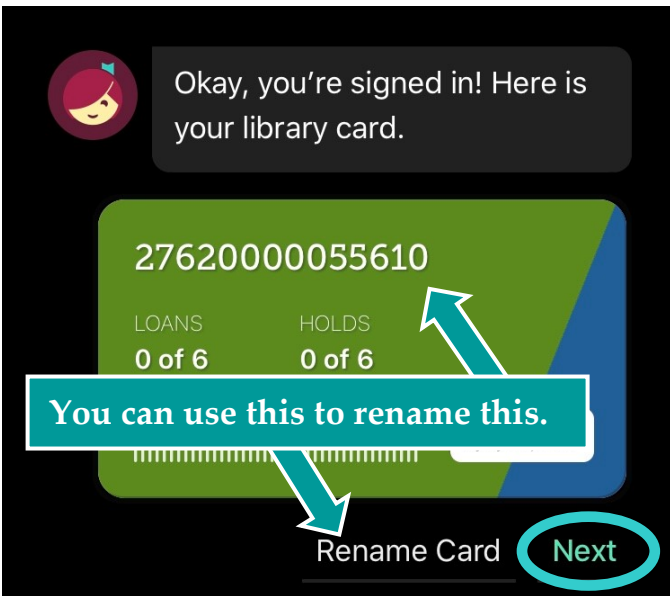 Okay, you’re signed in! Here is
your library card.
27620000055610
LOANS HOLDS
0 of 6 0 of 6
You can use this to rename this.
Rename Card Next